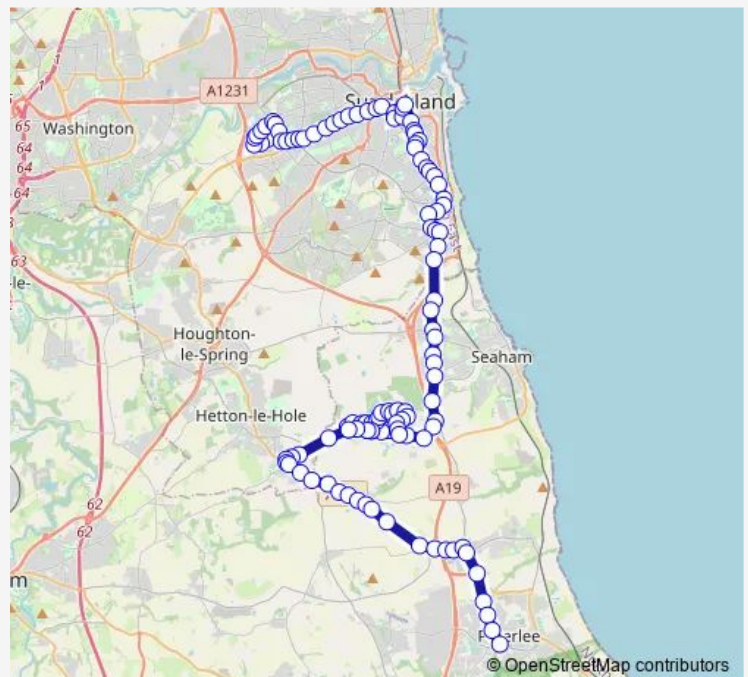 A1231
Sunderland
Washington
65
64
64
64
63
Houghton-
le-Spring
Seaham
Hetton-le-Hole
A19
62
62
Peterlee
© OpenStreetMap contributors